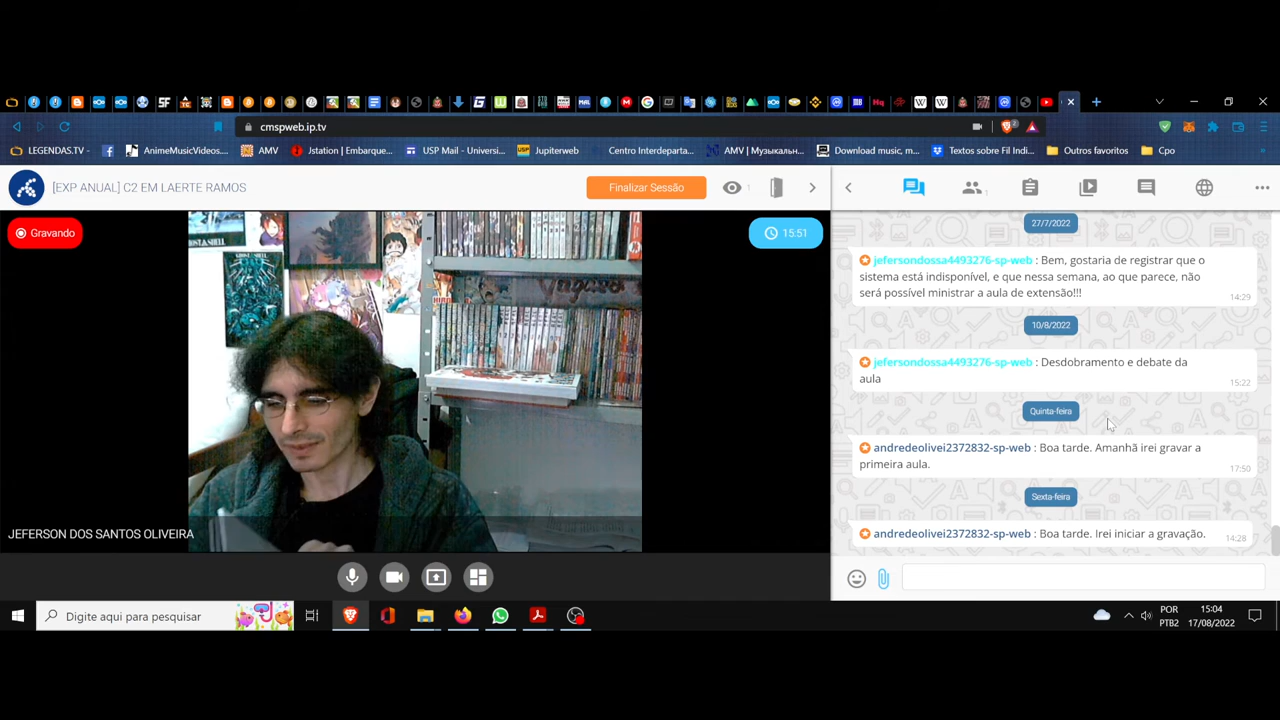 cmspweb.ip.tv
2
LEGENDAS.TV -
AnimeMusicVideos...
AMV
Jstation | Embarque...
USP Mail - Universi...
Jupiterweb
Centro Interdeparta...
AMV | Музыкальн...
Download music, m...
Textos sobre Fil Indi...
Outros favoritos
Cpo
[EXP ANUAL] C2 EM LAERTE RAMOS
Finalizar Sessão
1
1
Gravando
15:51
JEFERSON DOS SANTOS OLIVEIRA
27/7/2022
jefersondossa4493276-sp-web : Bem, gostaria de registrar que o
sistema está indisponível, e que nessa semana, ao que parece, não
será possível ministrar a aula de extensão!!!
14:29
10/8/2022
jefersondossa4493276-sp-web : Desdobramento e debate da
aula
15:22
Quinta-feira
andredeolivei2372832-sp-web : Boa tarde. Amanhã irei gravar a
primeira aula.
17:50
Sexta-feira
andredeolivei2372832-sp-web : Boa tarde. Irei iniciar a gravação.
14:28
Digite aqui para pesquisar
POR
PTB2
15:04
17/08/2022